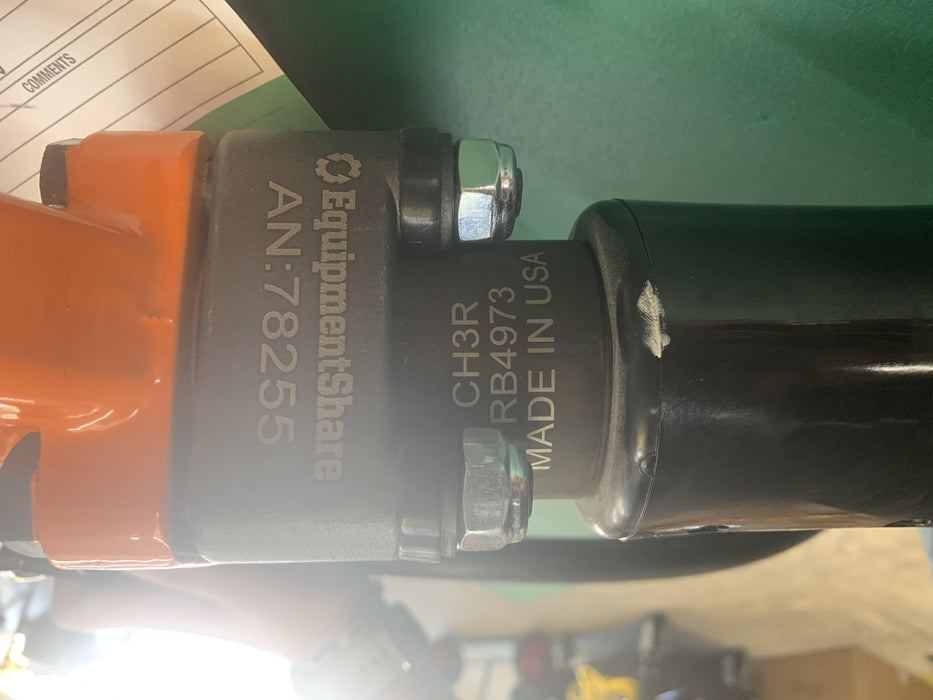 COMMENTS
EquipmentShare
AN:78255
CH3R
RB4973
MADE IN USA